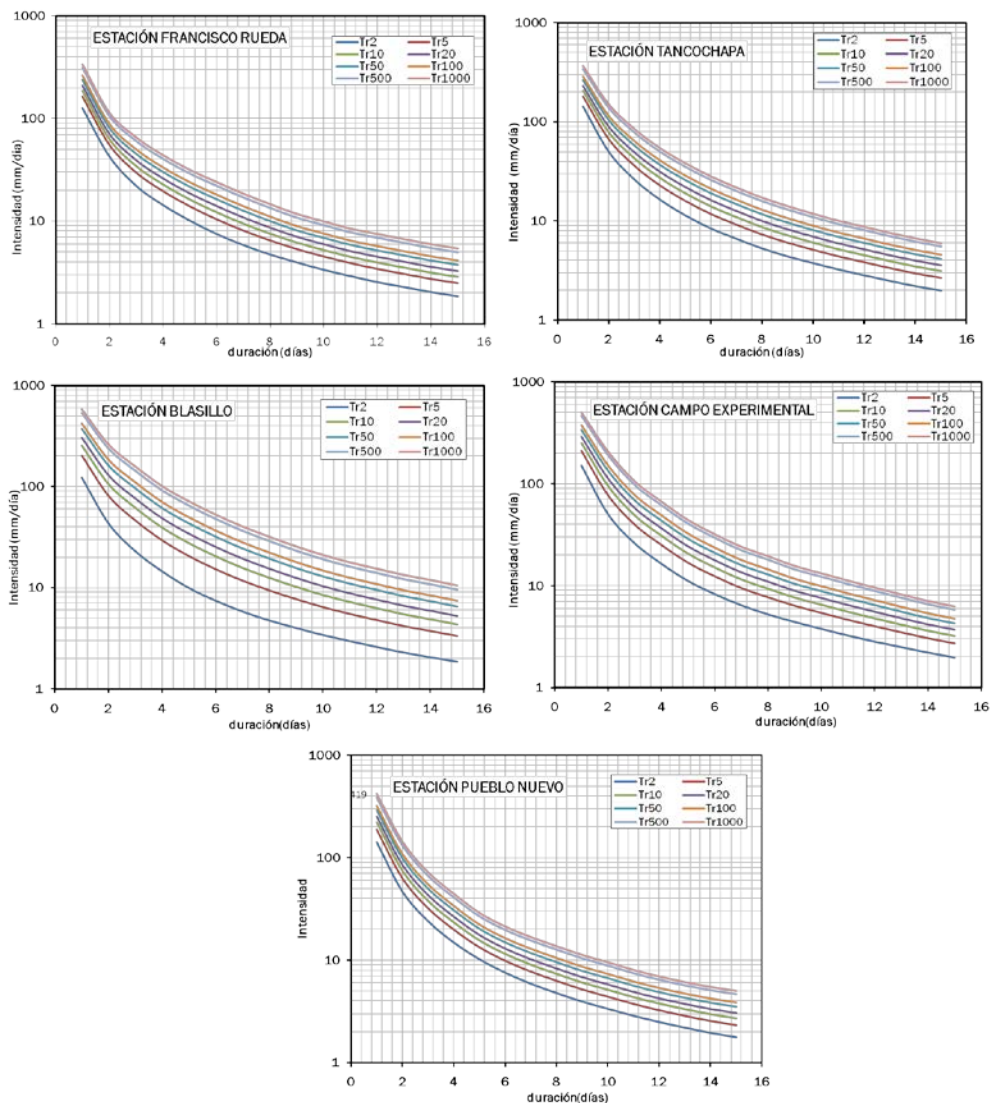 ESTACIÓN FRANCISCO RUEDA
Tr2 Tr5
Tr10 Tr20
Tr50 Tr100
Tr500 Tr1000
Intensidad (mm/día)
1000
100
10
1
0 2 4 6 8 10 12 14 16
duración(días)
ESTACIÓN TANCOCHAPA
Tr2 Tr5
Tr10 Tr20
Tr50 Tr100
Tr500 Tr1000
Intensidad (mm/día)
1000
100
10
1
0 2 4 6 8 10 12 14 16
duración(días)
ESTACIÓN BLASILLO
Tr2 Tr5
Tr10 Tr20
Tr50 Tr100
Tr500 Tr1000
Intensidad (mm/día)
1000
100
10
1
0 2 4 6 8 10 12 14 16
duración(días)
ESTACIÓN CAMPO EXPERIMENTAL
Tr2 Tr5
Tr10 Tr20
Tr50 Tr100
Tr500 Tr1000
Intensidad (mm/día)
1000
100
10
1
0 2 4 6 8 10 12 14 16
duración(días)
ESTACIÓN PUEBLO NUEVO
Tr2 Tr5
Tr10 Tr20
Tr50 Tr100
Tr500 Tr1000
Intensidad
1000
419
100
10
1
0 2 4 6 8 10 12 14 16
duración(días)